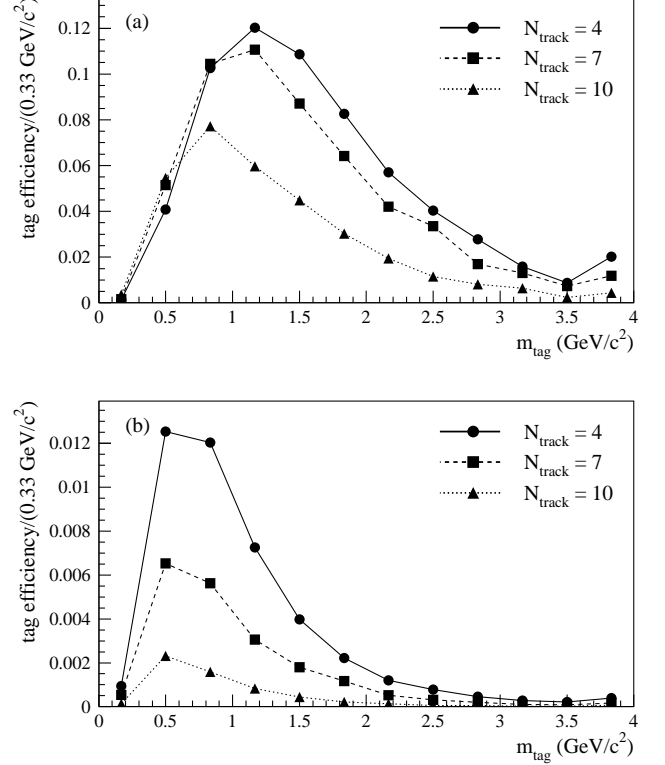 (a)
N_track = 4
N_track = 7
N_track = 10
tag efficiency/(0.33 GeV/c²)
0.12
0.1
0.08
0.06
0.04
0.02
0
0 0.5 1 1.5 2 2.5 3 3.5 4
m_tag (GeV/c²)
(b)
N_track = 4
N_track = 7
N_track = 10
tag efficiency/(0.33 GeV/c²)
0.012
0.01
0.008
0.006
0.004
0.002
0
0 0.5 1 1.5 2 2.5 3 3.5 4
m_tag (GeV/c²)